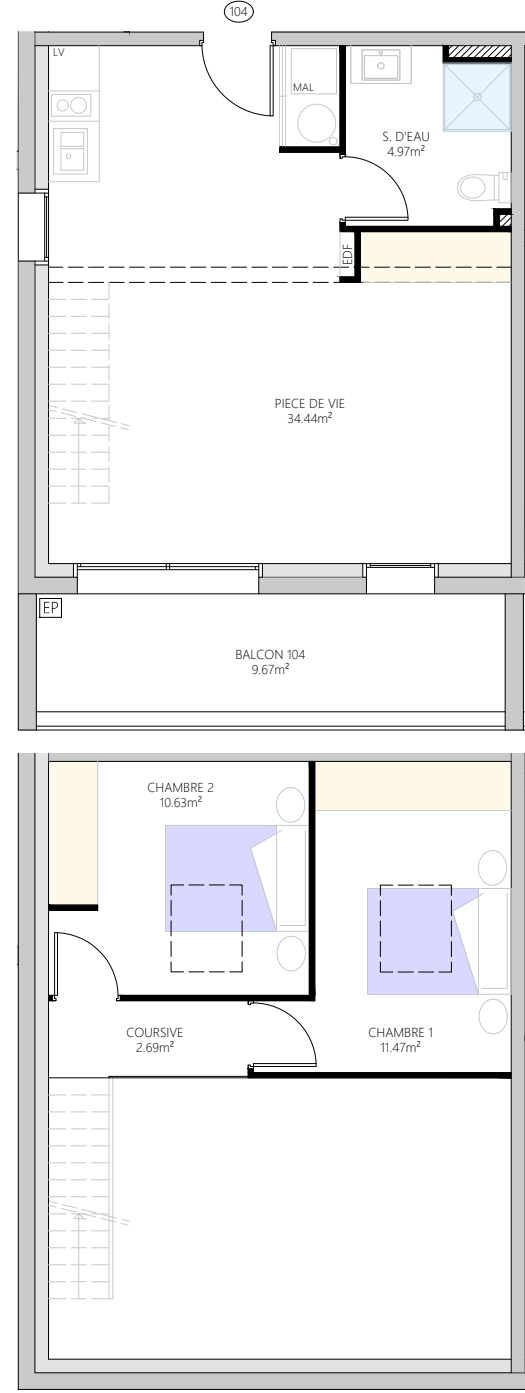 104
LV
MAL
S. D'EAU
4.97m²
EDF
PIECE DE VIE
34.44m²
EP
BALCON 104
9.67m²
CHAMBRE 2
10.63m²
COURSIVE
2.69m²
CHAMBRE 1
11.47m²